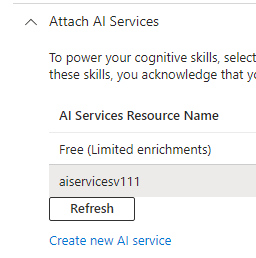 Attach AI Services
To power your cognitive skills, select
these skills, you acknowledge that
AI Services Resource Name
Free (Limited enrichments)
aiservicesv111
Refresh
Create new AI service